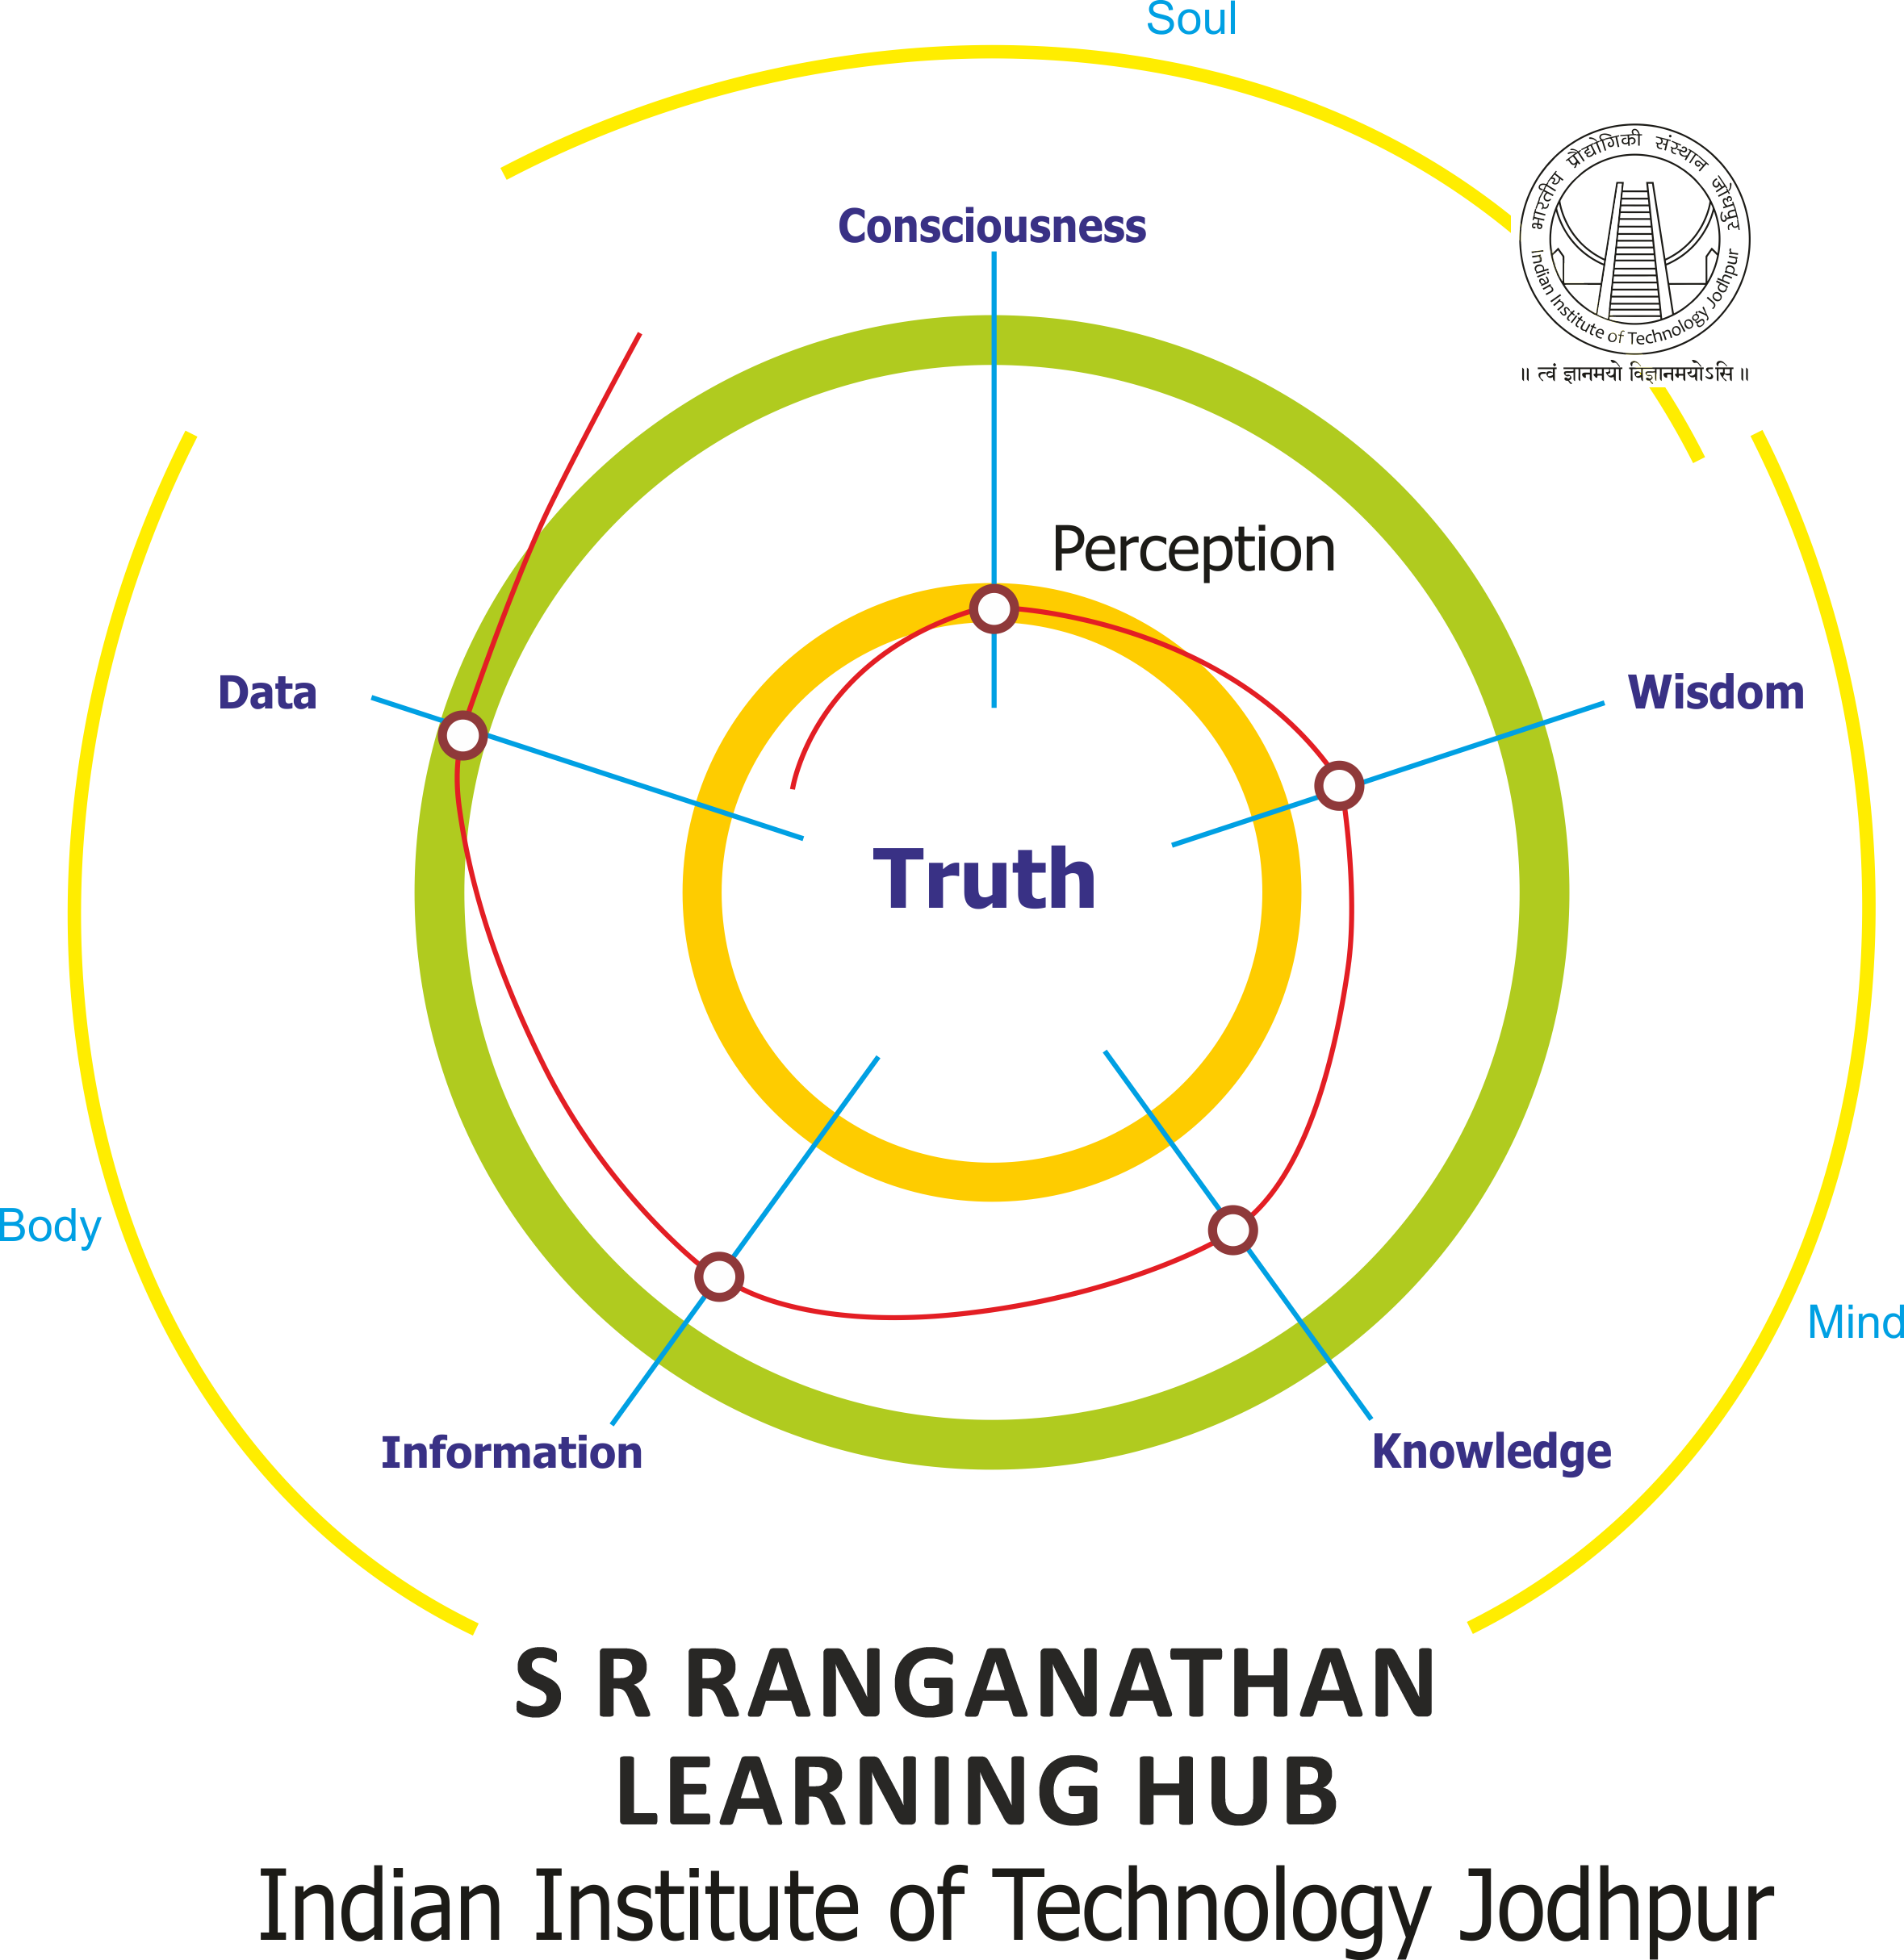 Soul
भारतीय प्रौद्योगिकी संस्थान जोधपुर
Indian Institute of Technology Jodhpur
॥ त्वं ज्ञानमयो विज्ञानमयोऽसि ॥
Consciousness
Perception
Data
Wisdom
Truth
Body
Mind
Information
Knowledge
S R RANGANATHAN
LEARNING HUB
Indian Institute of Technology Jodhpur